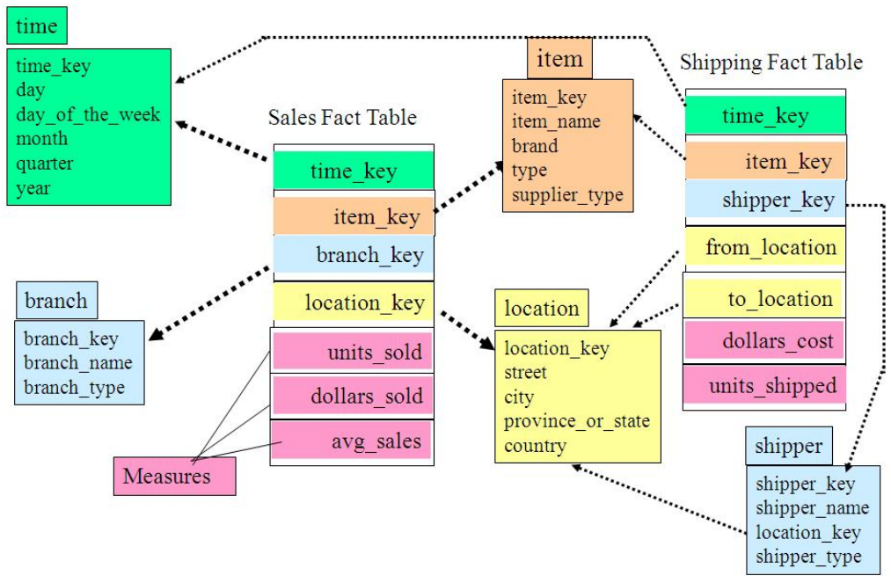 time
time_key
day
day_of_the_week
month
quarter
year
Sales Fact Table
time_key
item_key
branch_key
location_key
units_sold
dollars_sold
avg_sales
Measures
branch
branch_key
branch_name
branch_type
item
item_key
item_name
brand
type
supplier_type
location
location_key
street
city
province_or_state
country
Shipping Fact Table
time_key
item_key
shipper_key
from_location
to_location
dollars_cost
units_shipped
shipper
shipper_key
shipper_name
location_key
shipper_type